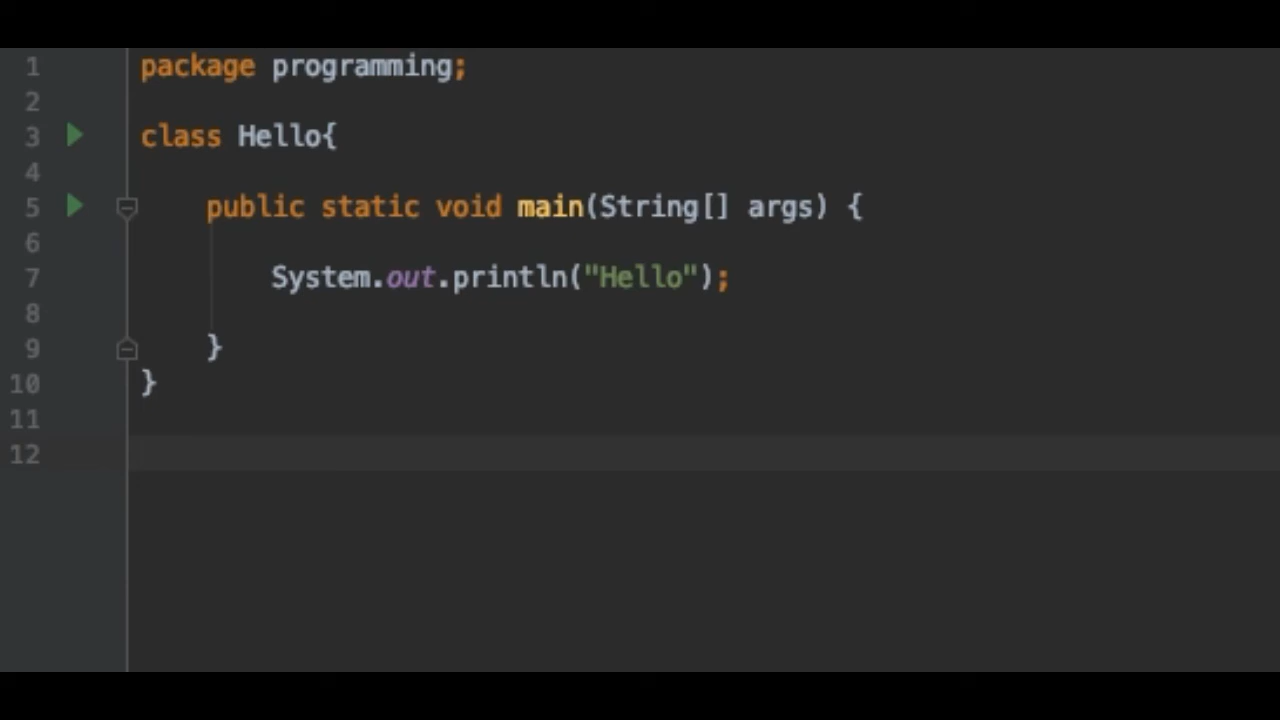 1 package programming;
2
3 class Hello{
4
5 public static void main(String[] args) {
6
7 System.out.println("Hello");
8
9 }
10 }
11
12